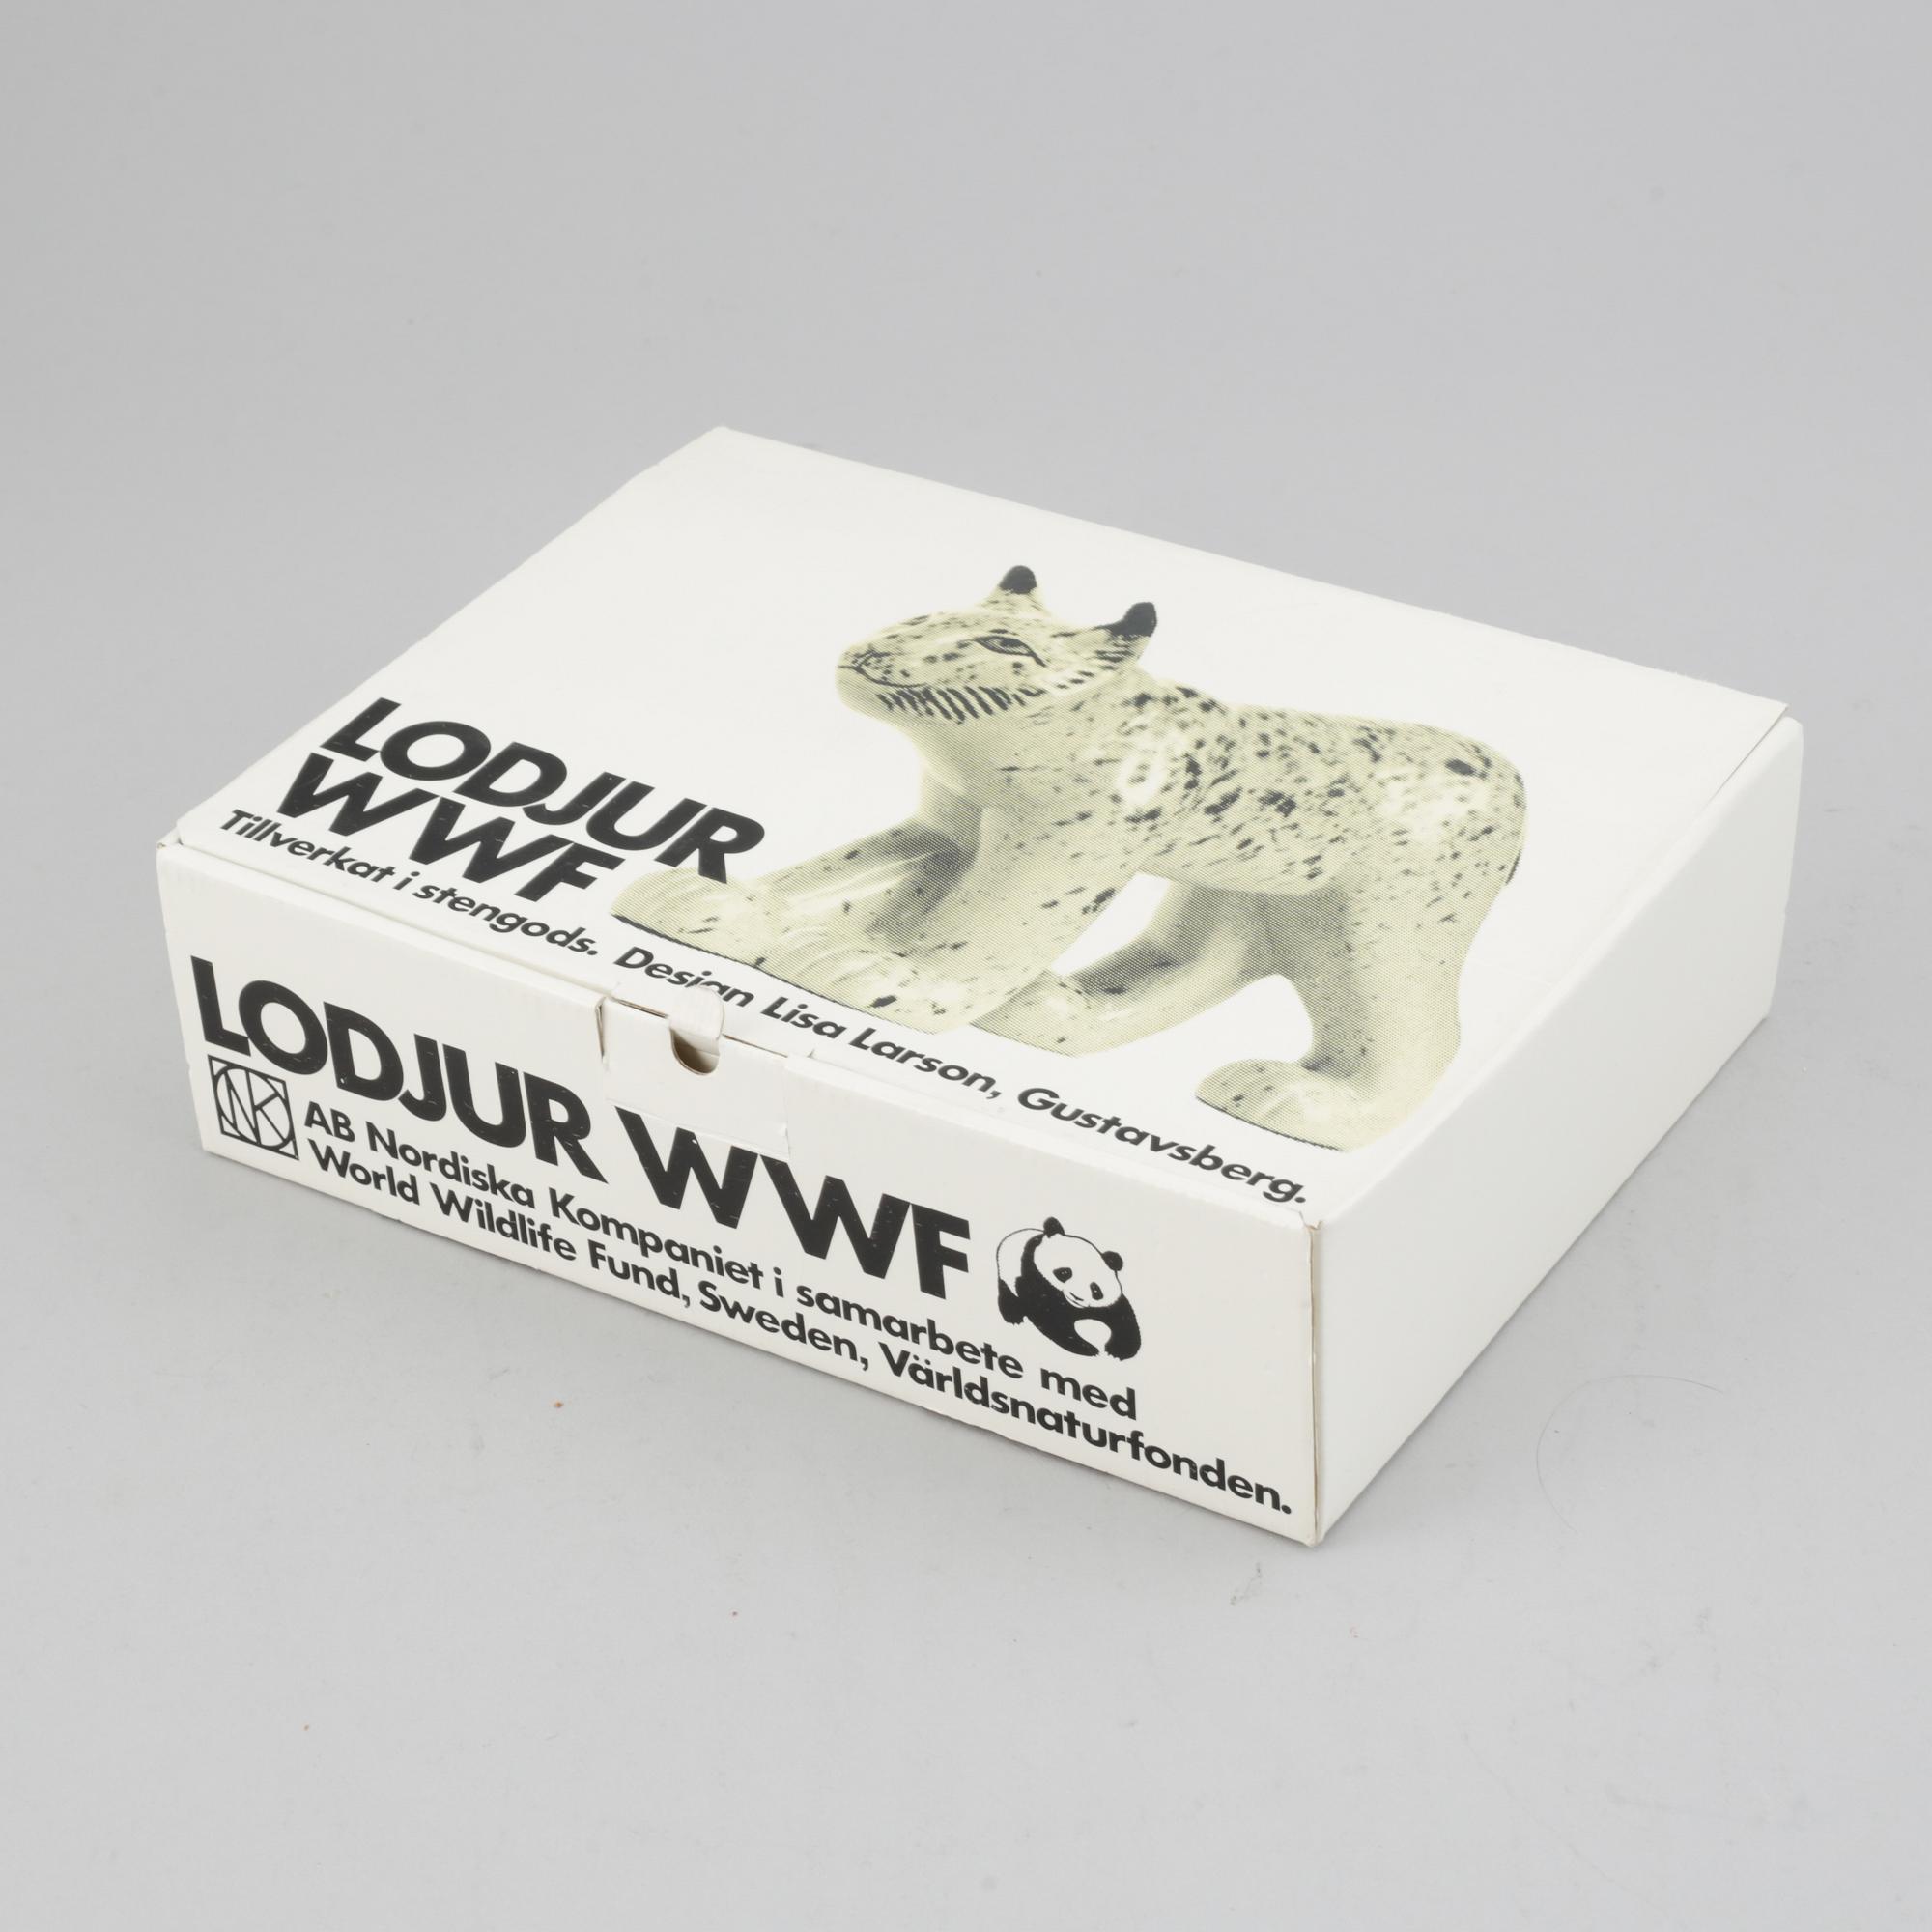 LODJUR
WWF
Tillverkat i stengods. Design Lisa Larson, Gustavsberg.
LODJUR WWF
NK
AB Nordiska Kompaniet i samarbete med
World Wildlife Fund, Sweden, Världsnaturfonden.